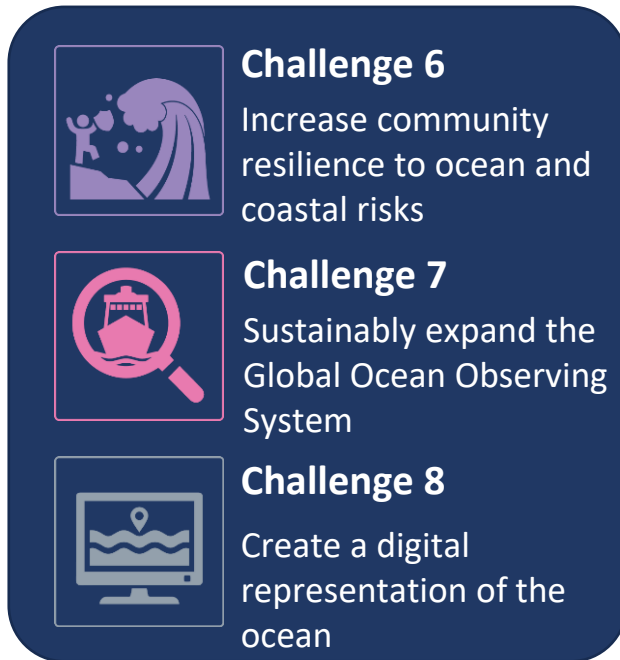 Challenge 6
Increase community
resilience to ocean and
coastal risks
Challenge 7
Sustainably expand the
Global Ocean Observing
System
Challenge 8
Create a digital
representation of the
ocean